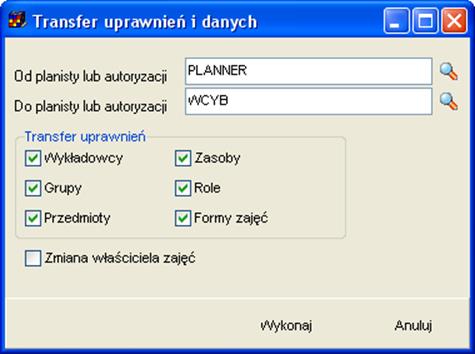 Transfer uprawnień i danych
Od planisty lub autoryzacji PLANNER
Do planisty lub autoryzacji WCYB
Transfer uprawnień
Wykładowcy Zasoby
Grupy Role
Przedmioty Formy zajęć
Zmiana właściciela zajęć
Wykonaj Anuluj